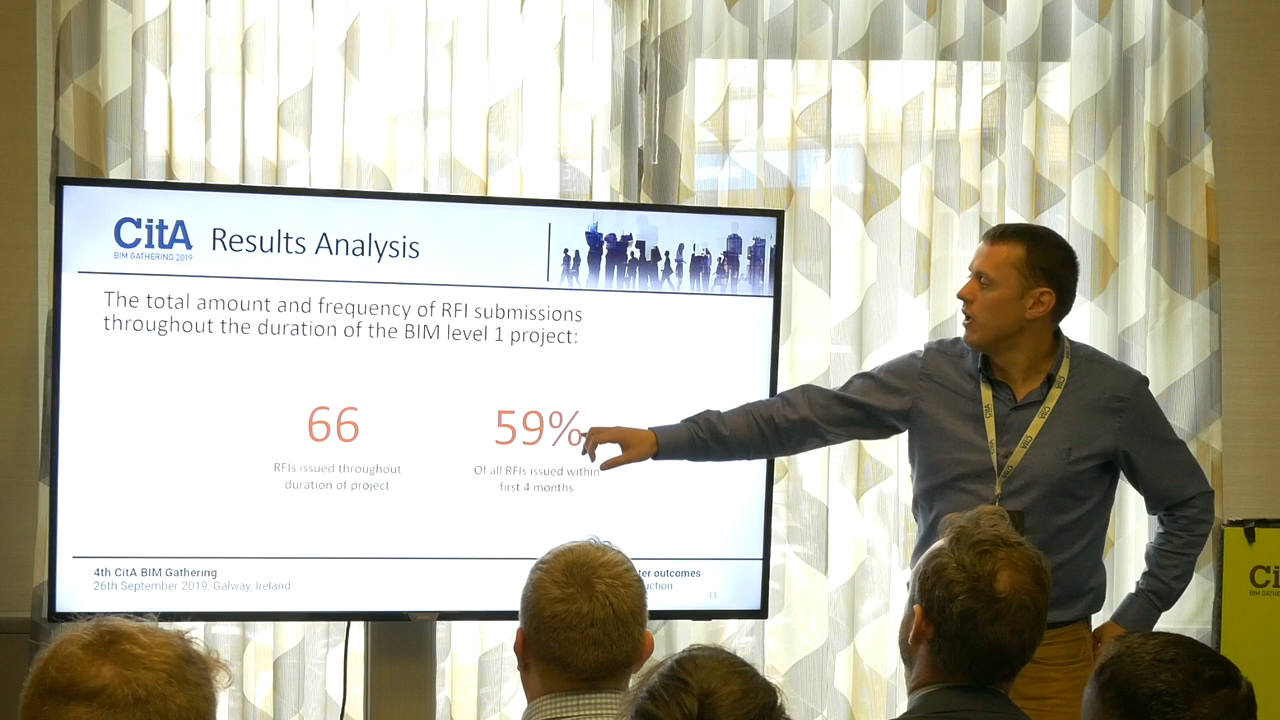 CitA
BIM GATHERING 2019
Results Analysis
The total amount and frequency of RFI submissions
throughout the duration of the BIM level 1 project:
66
RFIs issued throughout
duration of project
59%
Of all RFIs issued within
first 4 months
4th CitA BIM Gathering
26th September 2019, Galway, Ireland
outcomes
13
CitA